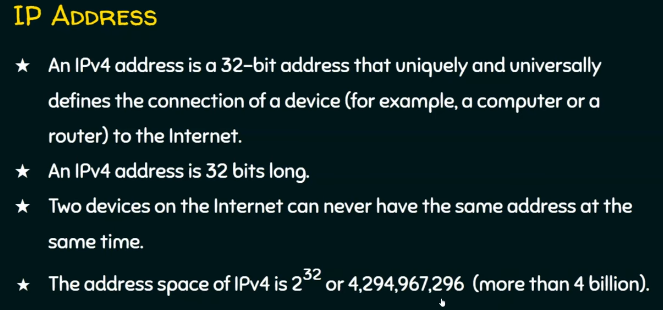 IP ADDRESS
★ An IPv4 address is a 32-bit address that uniquely and universally
defines the connection of a device (for example, a computer or a
router) to the Internet.
★ An IPv4 address is 32 bits long.
★ Two devices on the Internet can never have the same address at the
same time.
★ The address space of IPv4 is 2³² or 4,294,967,296 (more than 4 billion).